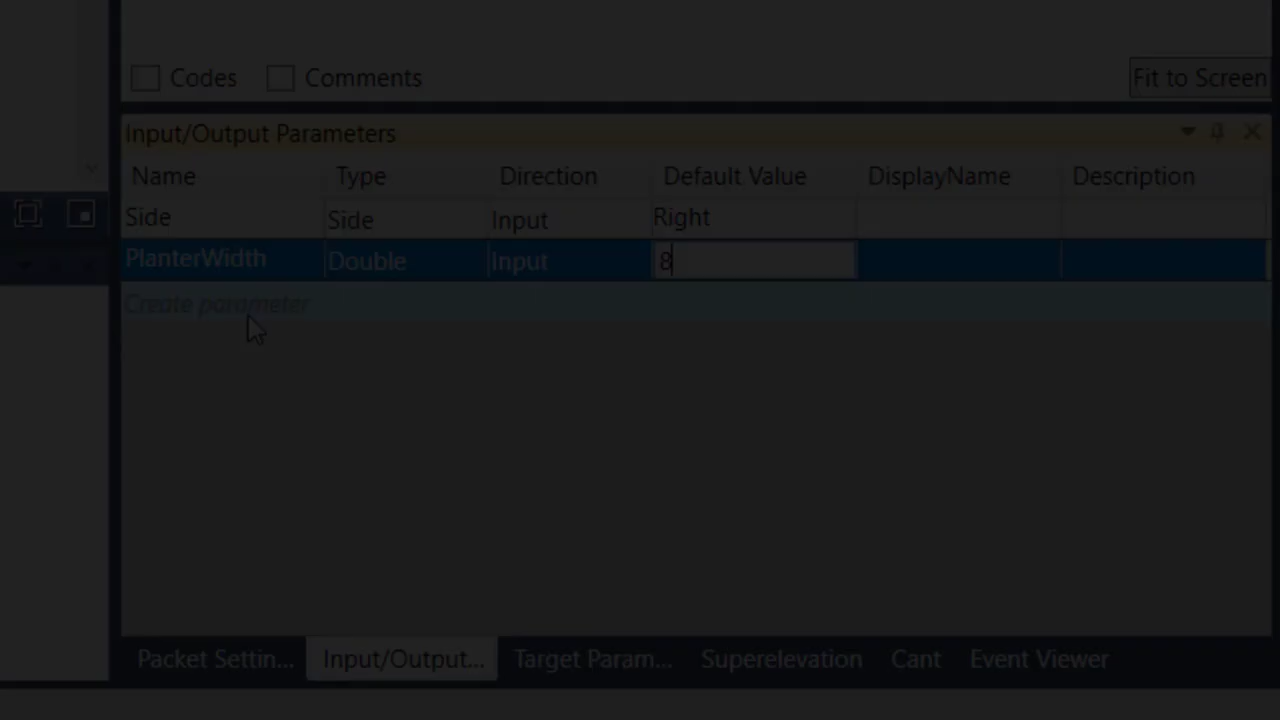 Codes Comments Fit to Screen
Input/Output Parameters
Name Type Direction Default Value DisplayName Description
Side Side Input Right
PlanterWidth Double Input 8
Create parameter
Packet Settin... Input/Output... Target Param... Superelevation Cant Event Viewer